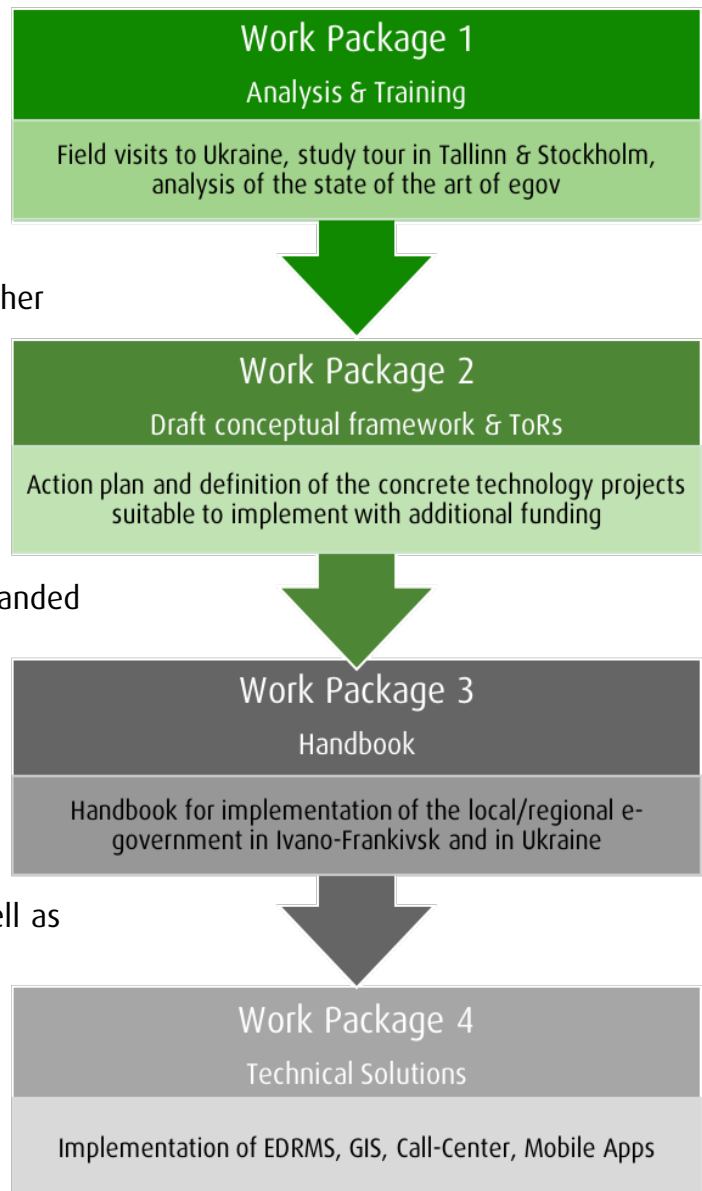 Work Package 1
Analysis & Training
Field visits to Ukraine, study tour in Tallinn & Stockholm,
analysis of the state of the art of egov
her
Work Package 2
Draft conceptual framework & ToRs
Action plan and definition of the concrete technology projects
suitable to implement with additional funding
anded
Work Package 3
Handbook
Handbook for implementation of the local/regional e-
government in Ivano-Frankivsk and in Ukraine
ell as
Work Package 4
Technical Solutions
Implementation of EDRMS, GIS, Call-Center, Mobile Apps